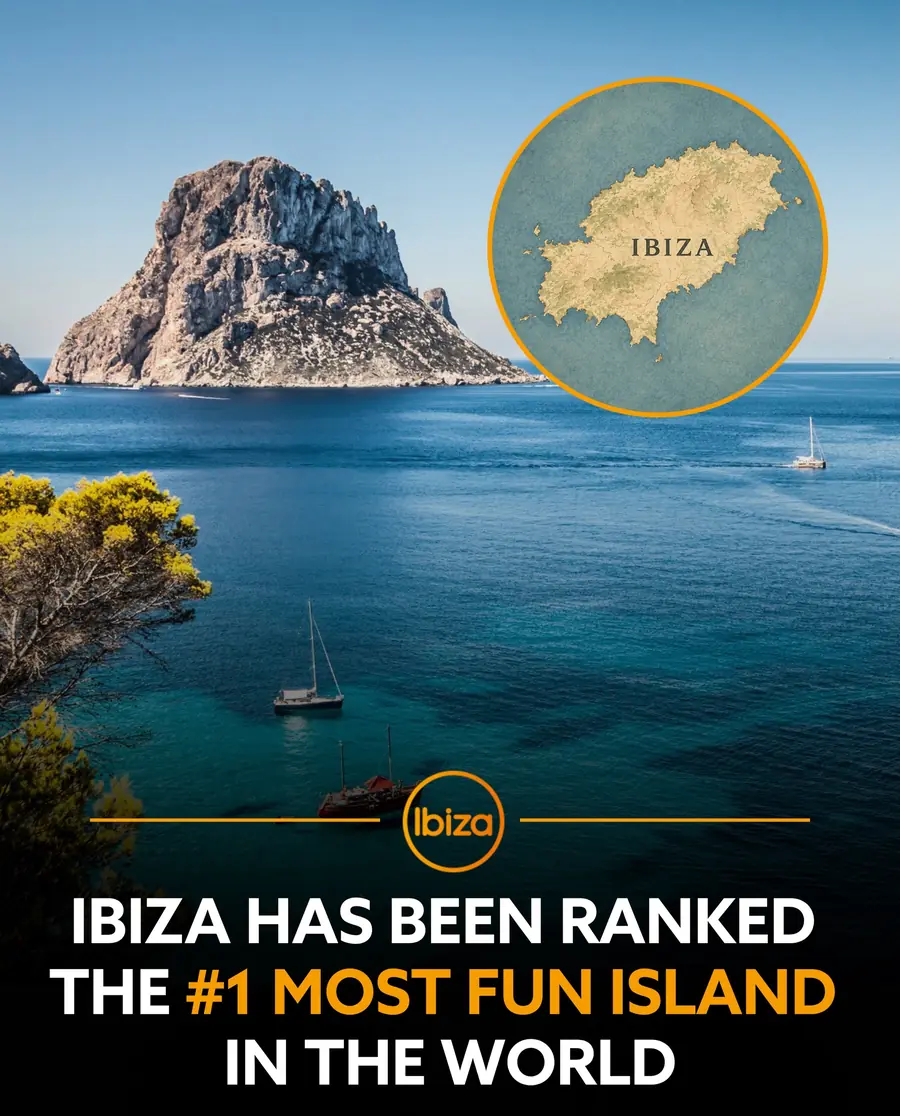 IBIZA
Ibiza
IBIZA HAS BEEN RANKED
THE #1 MOST FUN ISLAND
IN THE WORLD